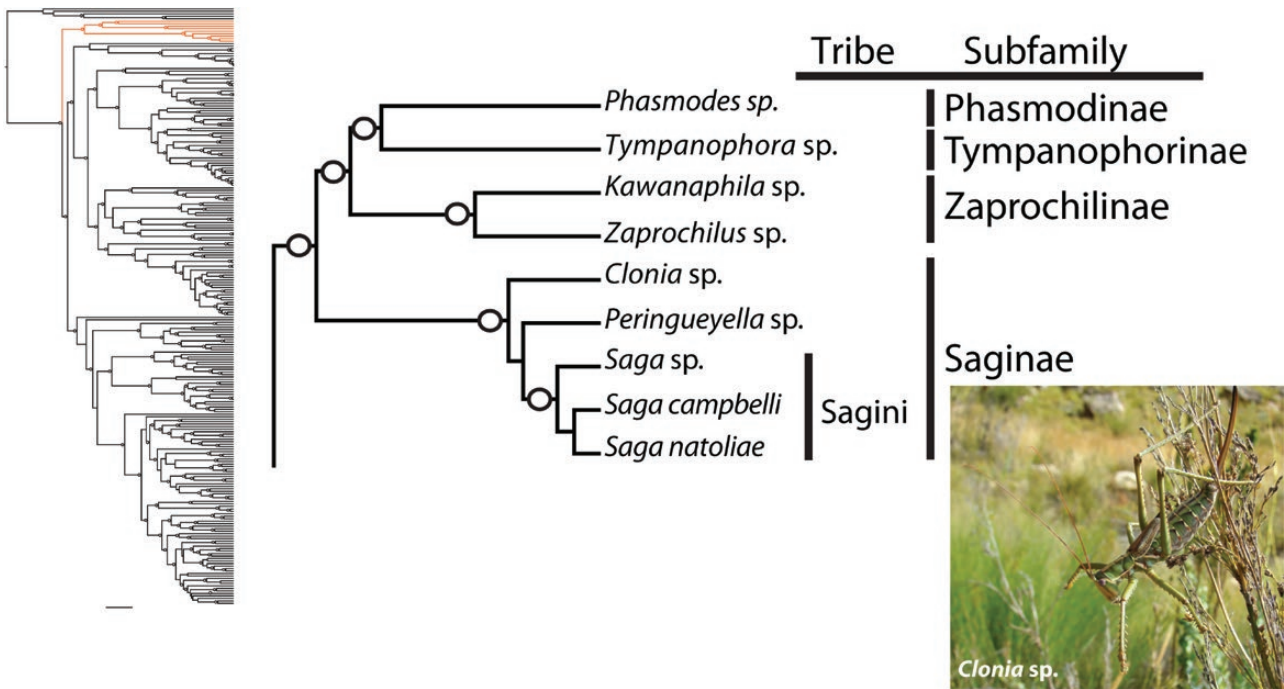 Tribe Subfamily
Phasmodes sp. Phasmodinae
Tympanophora sp. Tympanophorinae
Kawanaphila sp.
Zaprochilinae
Zaprochilus sp.
Clonia sp.
Peringueyella sp.
Saga sp. Saginae
Saga campbelli Sagini
Saga natoliae
Clonia sp.